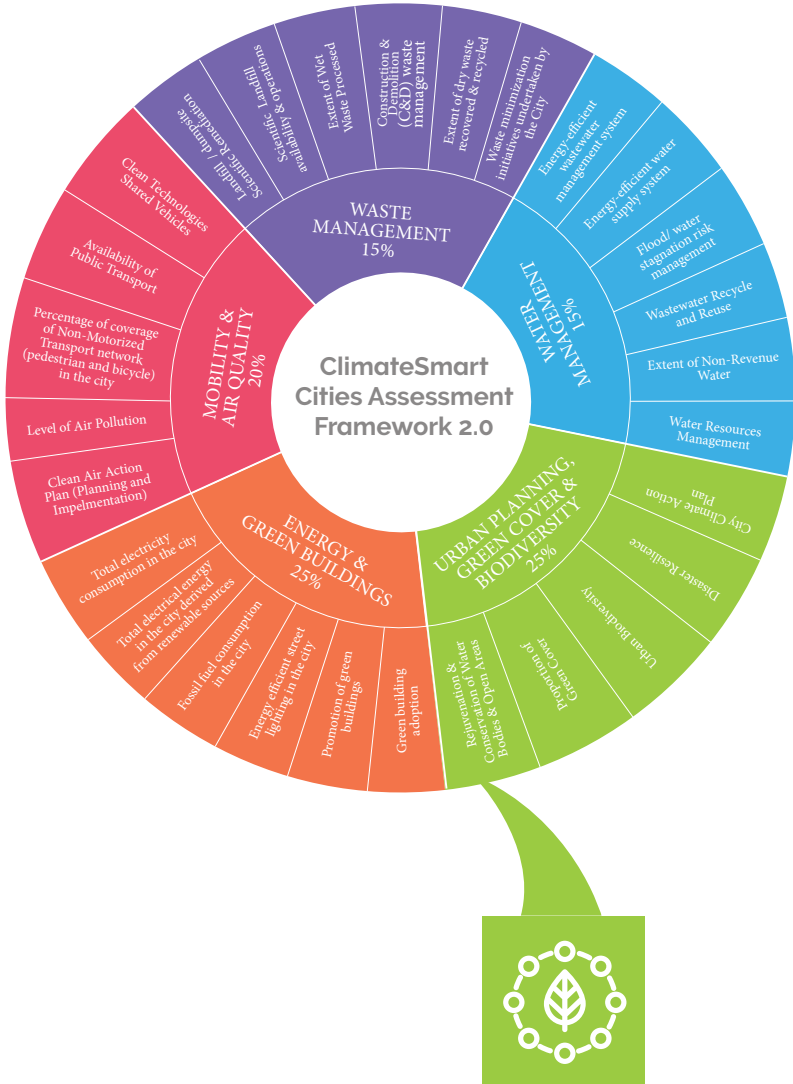 ClimateSmart
Cities Assessment
Framework 2.0
WASTE
MANAGEMENT
15%
Landfill / dumpsite
Scientific Remediation
Scientific Landfill
availability & operations
Extent of Wet
Waste Processed
Construction &
Demolition
(C&D) waste
management
Extent of dry waste
recovered & recycled
Waste minimization
initiatives undertaken by
the City
WATER
MANAGEMENT
15%
Energy-efficient
wastewater
management system
Energy-efficient water
supply system
Flood/ water
stagnation risk
management
Wastewater Recycle
and Reuse
Extent of Non-Revenue
Water
Water Resources
Management
URBAN PLANNING,
GREEN COVER &
BIODIVERSITY
25%
City Climate Action
Plan
Disaster Resilience
Urban Biodiversity
Proportion of
Green Cover
Rejuvenation &
Conservation of Water
Bodies & Open Areas
ENERGY &
GREEN BUILDINGS
25%
Green building
adoption
Promotion of green
buildings
Energy efficient street
lighting in the city
Fossil fuel consumption
in the city
Total electrical energy
in the city derived
from renewable sources
Total electricity
consumption in the city
MOBILITY &
AIR QUALITY
20%
Clean Air Action
Plan (Planning and
Impelmentation)
Level of Air Pollution
Percentage of coverage
of Non-Motorized
Transport network
(pedestrian and bicycle)
in the city
Availability of
Public Transport
Clean Technologies
Shared Vehicles